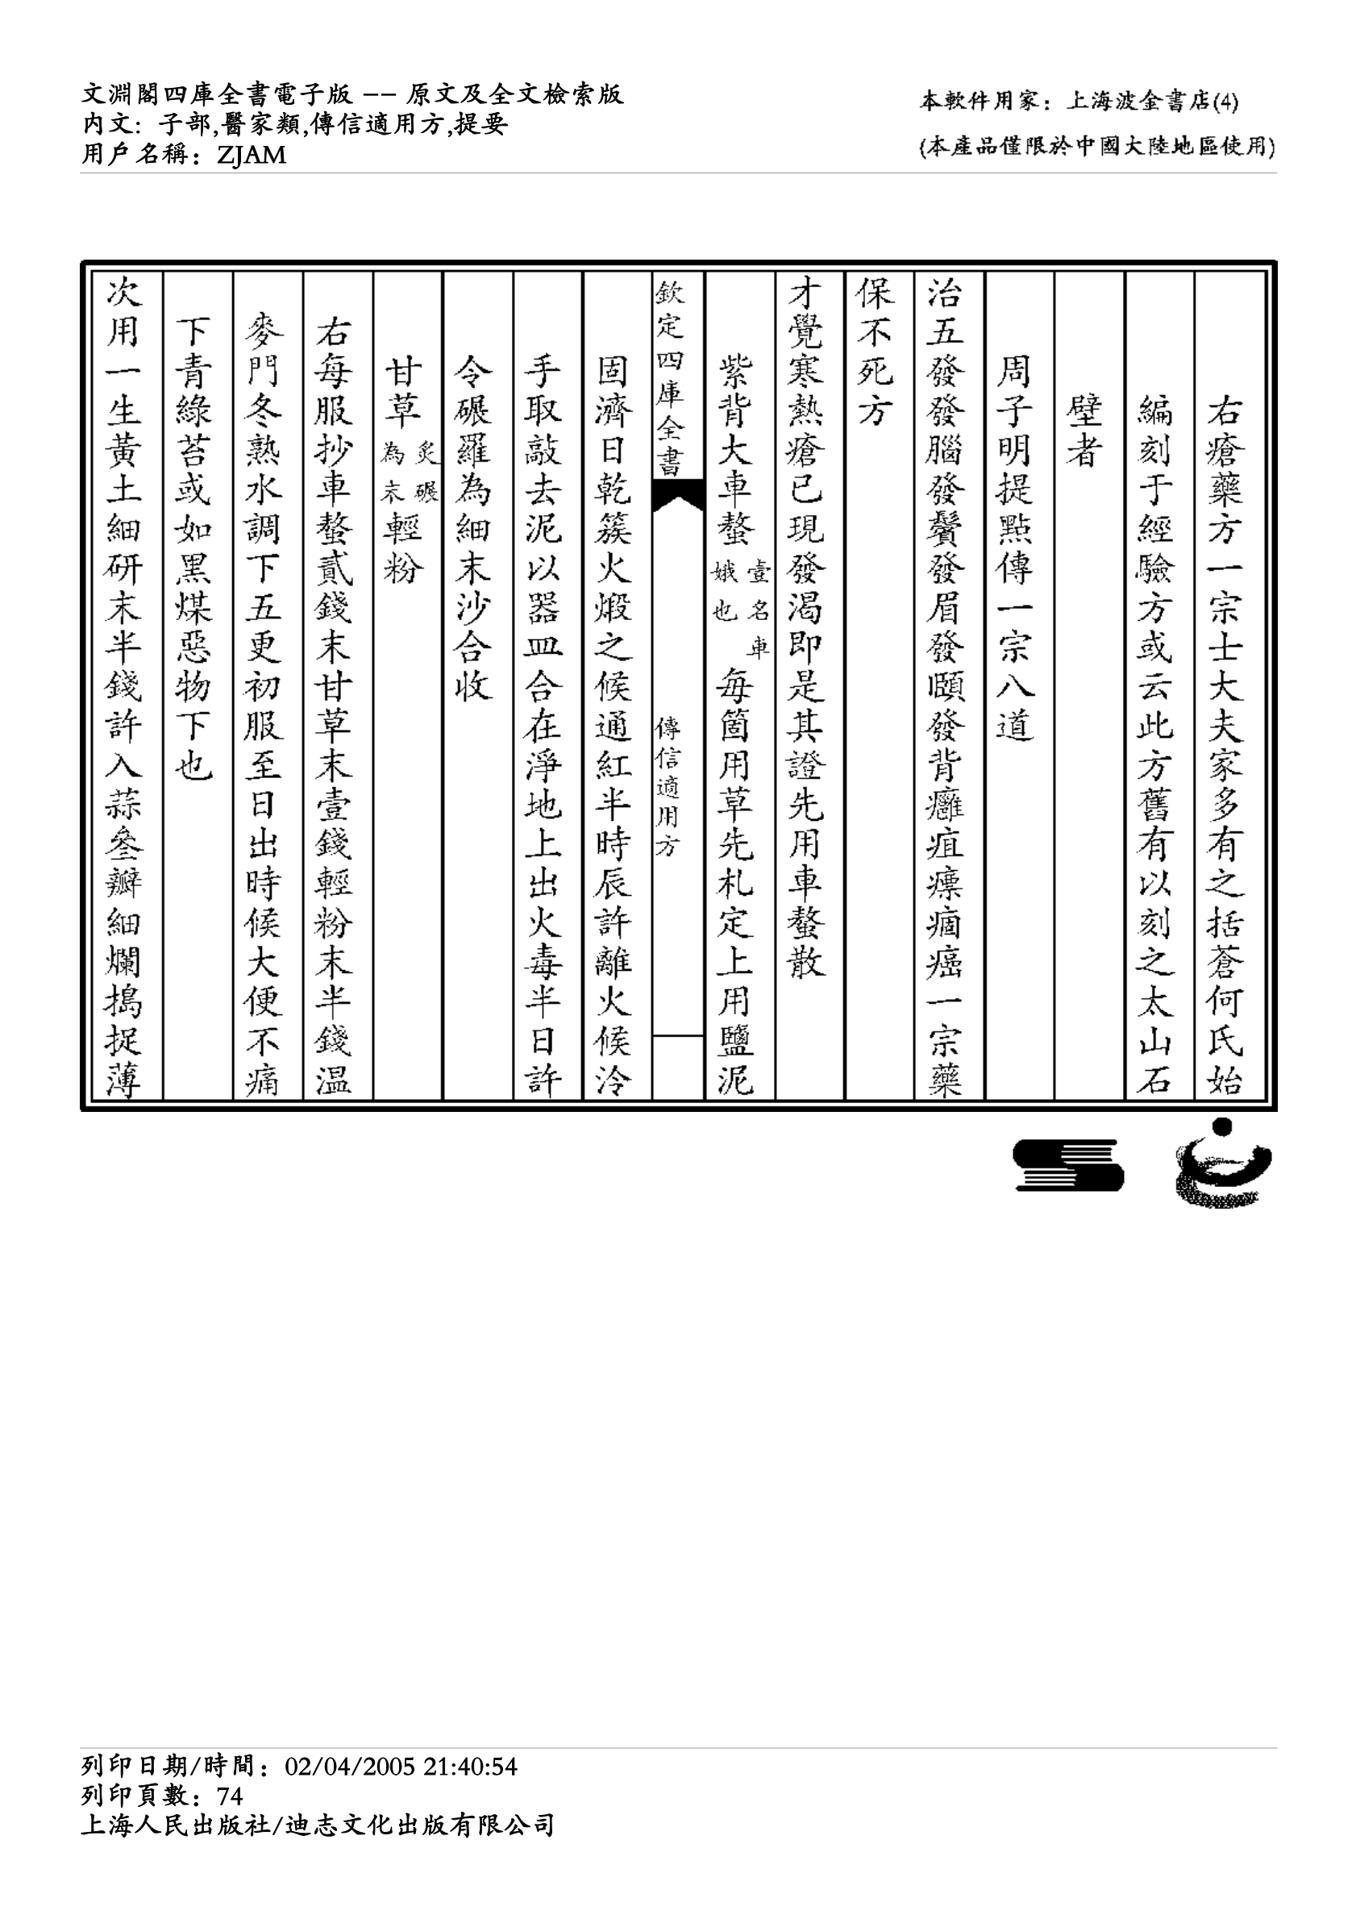 文淵閣四庫全書電子版 -- 原文及全文檢索版
内文: 子部,醫家類,傳信適用方,提要
用戶名稱: ZJAM
本軟件用家: 上海波金書店(4)
(本產品僅限於中國大陸地區使用)
右瘡藥方一宗士大夫家多有之括蒼何氏始
編刻于經驗方或云此方舊有以刻之太山石
壁者
周子明提點傳一宗八道
治五發發腦發鬢發眉發頤發背癰疽瘭痼癌一宗藥
保不死方
才覺寒熱瘡已現發渴即是其證先用車螯散
紫背大車螯壹名車娥也每箇用草先札定上用鹽泥
欽定四庫全書
傳信適用方
固濟日乾簇火煅之候通紅半時辰許離火候泠
手取敲去泥以器皿合在淨地上出火毒半日許
令碾羅為細末沙合收
甘草炙碾為末輕粉
右每服抄車螯貳錢末甘草末壹錢輕粉末半錢温
麥門冬熟水調下五更初服至日出時候大便不痛
下青綠苔或如黑煤惡物下也
次用一生黃土細研末半錢許入蒜叄瓣細爛搗捉薄
列印日期/時間: 02/04/2005 21:40:54
列印頁數: 74
上海人民出版社/迪志文化出版有限公司